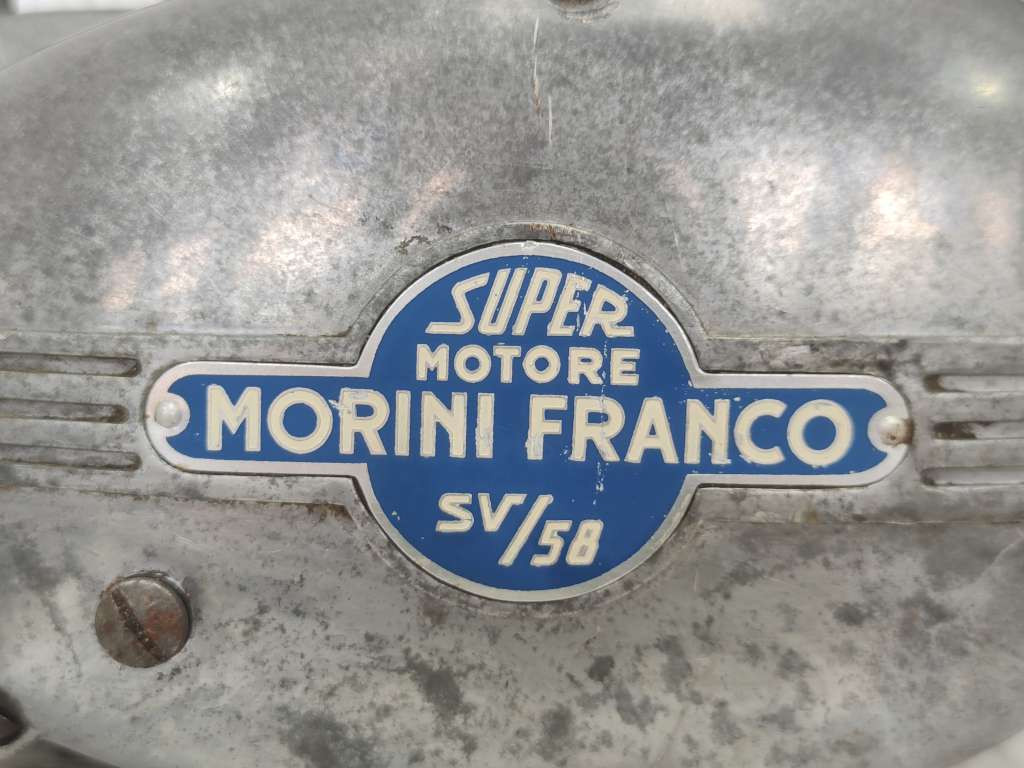 SUPER
MOTORE
MORINI FRANCO
SV/58